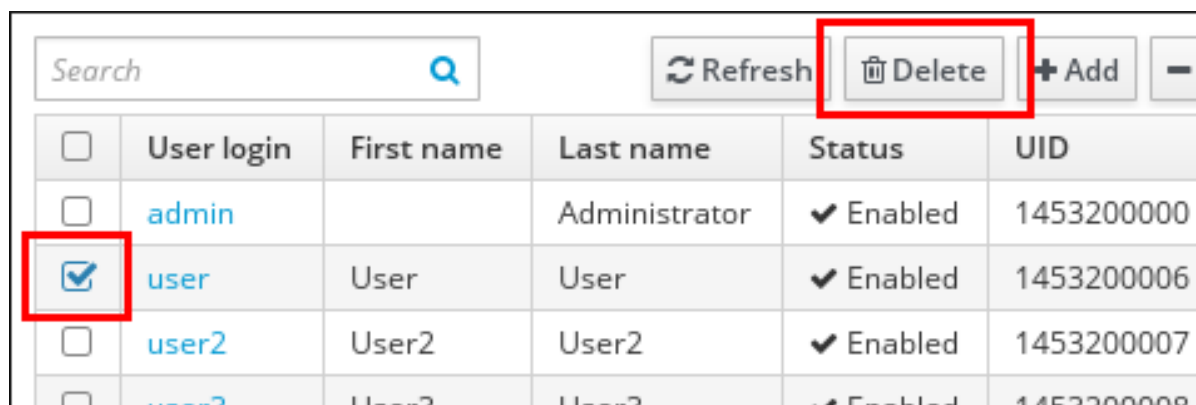 Search Refresh Delete Add
User login First name Last name Status UID
admin Administrator Enabled 1453200000
user User User Enabled 1453200006
user2 User2 User2 Enabled 1453200007